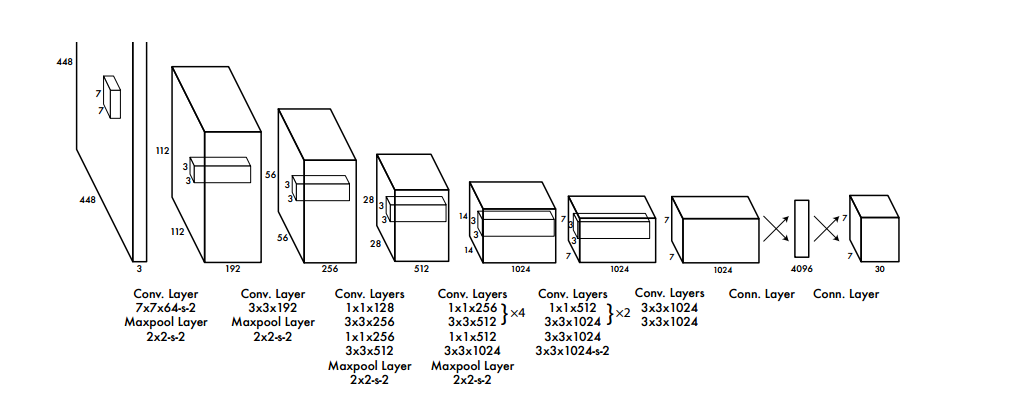 448
7
7
448
3
112
3
3
112
192
56
3
3
56
256
28
3
3
28
512
14
3
3
14
1024
7
3
3
7
1024
7
7
1024
4096
7
7
30
Conv. Layer
7x7x64-s-2
Maxpool Layer
2x2-s-2
Conv. Layer
3x3x192
Maxpool Layer
2x2-s-2
Conv. Layers
1x1x128
3x3x256
1x1x256
3x3x512
Maxpool Layer
2x2-s-2
Conv. Layers
1x1x256
3x3x512
}×4
1x1x512
3x3x1024
Maxpool Layer
2x2-s-2
Conv. Layers
1x1x512
3x3x1024
}×2
3x3x1024
3x3x1024-s-2
Conv. Layers
3x3x1024
3x3x1024
Conn. Layer
Conn. Layer